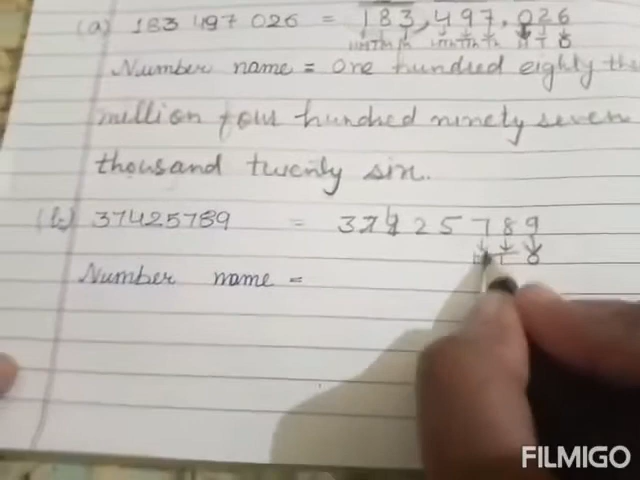 (a) 183 497 026 = 183,497,026
Number name = one hundred eighty
million four hundred ninety seven
thousand twenty six.
(b) 37425789 = 37425789
Number name =
FILMIGO